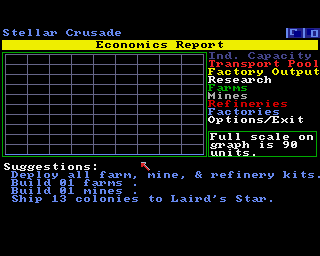 Stellar Crusade
Economics Report
Ind. Capacity
Transport Pool
Factory Output
Research
Farms
Mines
Refineries
Factories
Options/Exit
Full scale on
graph is 90
units.
Suggestions:
Deploy all farm, mine, & refinery kits.
Build 01 farms .
Build 01 mines .
Ship 13 colonies to Laird's Star.